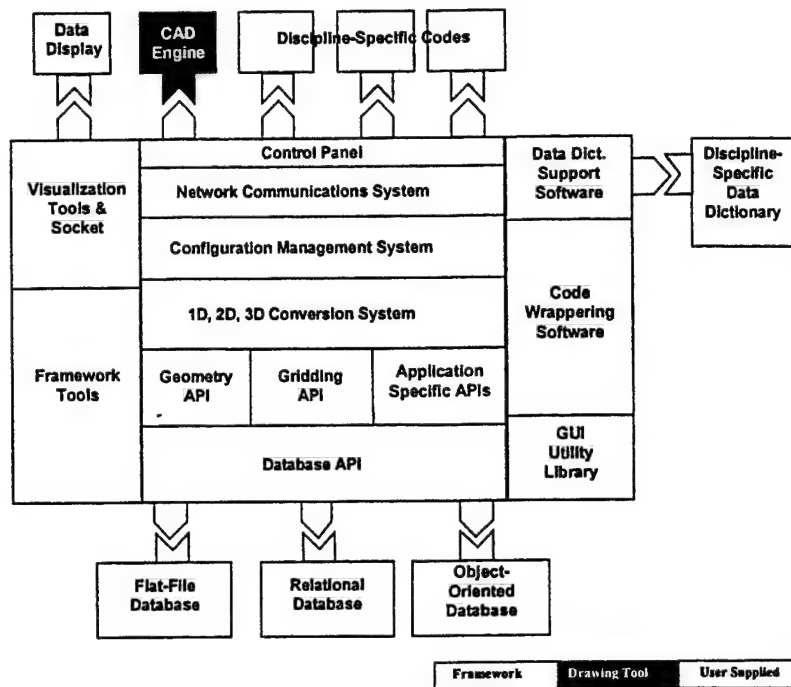 Data
Display
CAD
Engine
Discipline-Specific Codes
Control Panel
Visualization
Tools &
Socket
Network Communications System
Configuration Management System
1D, 2D, 3D Conversion System
Framework
Tools
Geometry
API
Gridding
API
Application
Specific APIs
Database API
Data Dict.
Support
Software
Code
Wrappering
Software
GUI
Utility
Library
Discipline-
Specific
Data
Dictionary
Flat-File
Database
Relational
Database
Object-
Oriented
Database
Framework
Drawing Tool
User Supplied